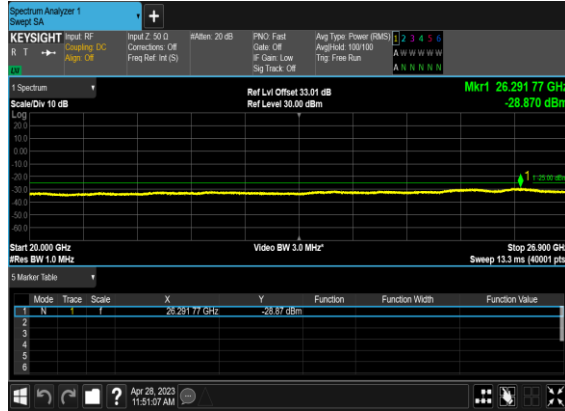 Spectrum Analyzer 1
Swept SA
+
KEYSIGHT Input: RF Input Z: 50 Ω #Atten: 20 dB PNO: Fast Avg Type: Power (RMS) 1 2 3 4 5 6
R T Coupling: DC Corrections: Off Gate: Off Avg|Hold: 100/100 A W W W W W
Align: Off Freq Ref: Int (S) IF Gain: Low Trig: Free Run
Sig Track: Off A N N N N N
1 Spectrum Ref Lvl Offset 33.01 dB Mkr1 26.291 77 GHz
Scale/Div 10 dB Ref Level 30.00 dBm -28.870 dBm
Log
20.0
10.0
0.00
-10.0
-20.0
1
-25.00 dBm
-30.0
-40.0
-50.0
-60.0
Start 20.000 GHz Video BW 3.0 MHz* Stop 26.900 GHz
#Res BW 1.0 MHz Sweep 13.3 ms (40001 pts
5 Marker Table
Mode Trace Scale X Y Function Function Width Function Value
1 N 1 f 26.291 77 GHz -28.87 dBm
2
3
4
5
6
? Apr 28, 2023
11:51:07 AM